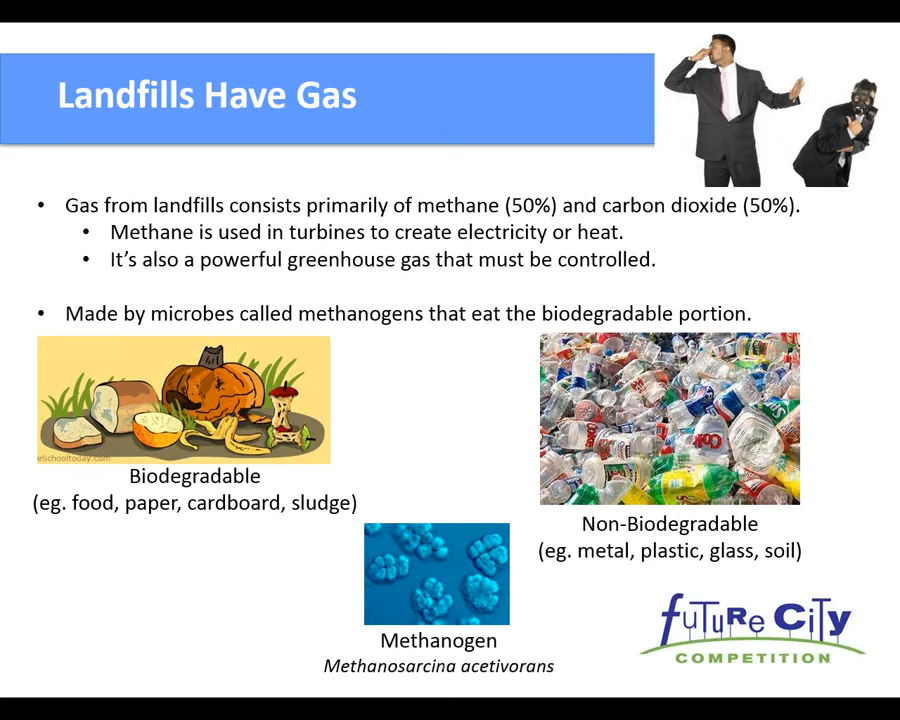 Landfills Have Gas
• Gas from landfills consists primarily of methane (50%) and carbon dioxide (50%).
• Methane is used in turbines to create electricity or heat.
• It's also a powerful greenhouse gas that must be controlled.
• Made by microbes called methanogens that eat the biodegradable portion.
eSchooltoday.com
Biodegradable
(eg. food, paper, cardboard, sludge)
Non-Biodegradable
(eg. metal, plastic, glass, soil)
Methanogen
Methanosarcina acetivorans
FuTuRe CiTy
COMPETITION